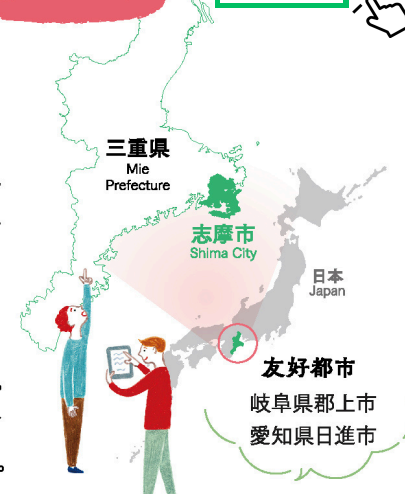 三重県
Mie
Prefecture
志摩市
Shima City
日本
Japan
友好都市
岐阜県郡上市
愛知県日進市
。